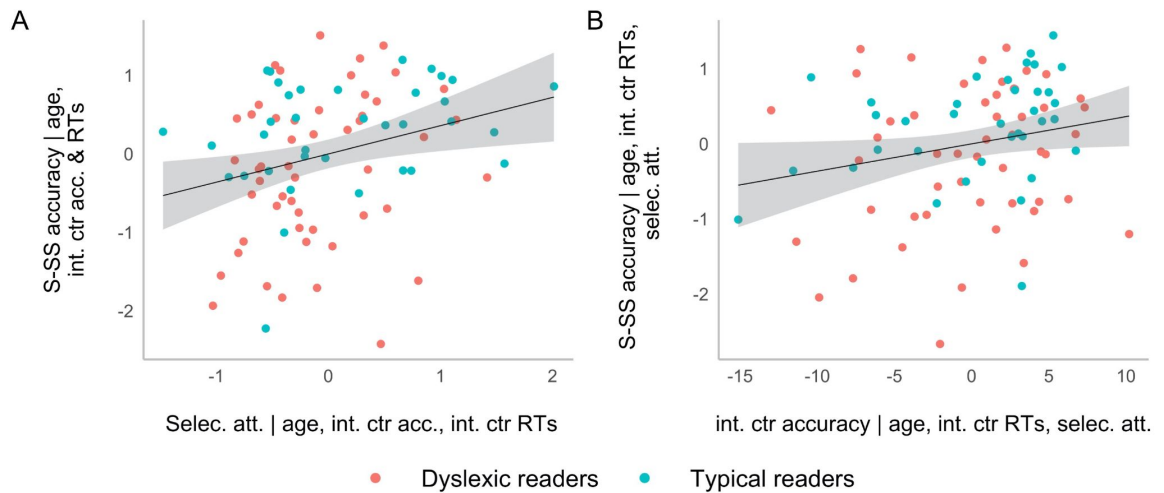 A
S-SS accuracy | age,
int. ctr acc. & RTs
1
0
-1
-2
-1
0
1
2
Selec. att. | age, int. ctr acc., int. ctr RTs
B
S-SS accuracy | age, int. ctr RTs,
selec. att.
1
0
-1
-2
-15
-10
-5
0
5
10
int. ctr accuracy | age, int. ctr RTs, selec. att.
Dyslexic readers
Typical readers